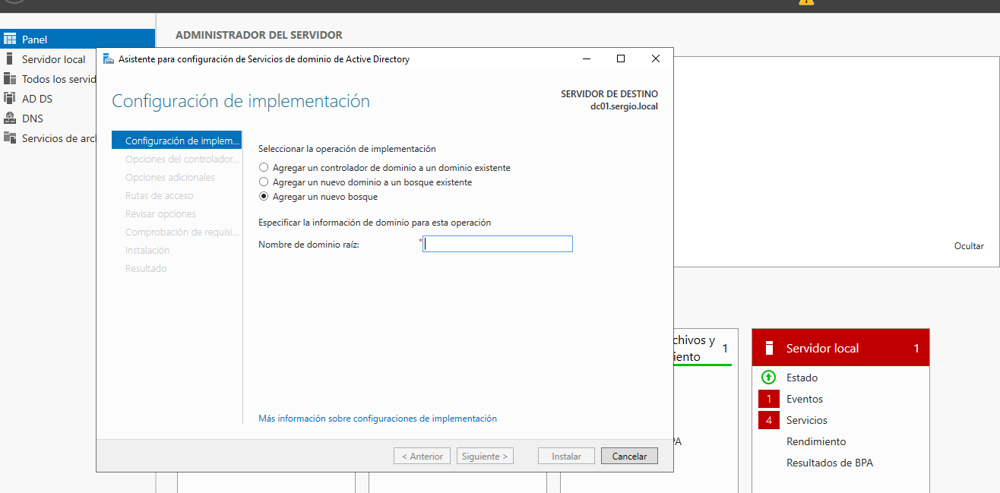 Panel
Servidor local
Todos los servid
AD DS
DNS
Servicios de arc
ADMINISTRADOR DEL SERVIDOR
Asistente para configuración de Servicios de dominio de Active Directory
Configuración de implementación
SERVIDOR DE DESTINO
dc01.sergio.local
Configuración de implem...
Opciones del controlador...
Opciones adicionales
Rutas de acceso
Revisar opciones
Comprobación de requisi...
Instalación
Resultado
Seleccionar la operación de implementación
Agregar un controlador de dominio a un dominio existente
Agregar un nuevo dominio a un bosque existente
Agregar un nuevo bosque
Especificar la información de dominio para esta operación
Nombre de dominio raíz: *
Más información sobre configuraciones de implementación
< Anterior
Siguiente >
Instalar
Cancelar
Ocultar
chivos y
iento
1
PA
Servidor local 1
Estado
1 Eventos
4 Servicios
Rendimiento
Resultados de BPA